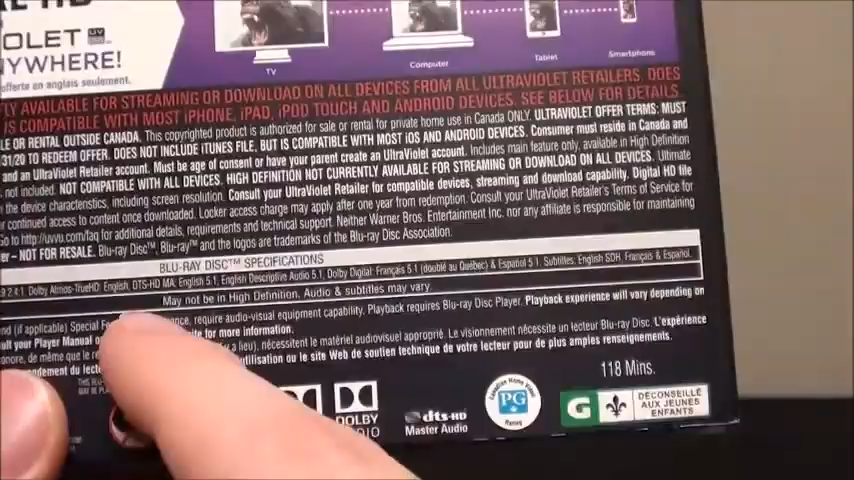 OLET UV
YWHERE!
offerte en anglais seulement.
TV
Computer
Tablet
Smartphone
LY AVAILABLE FOR STREAMING OR DOWNLOAD ON ALL DEVICES FROM ALL ULTRAVIOLET RETAILERS. DOES
IS COMPATIBLE WITH MOST iPHONE, iPAD, iPOD TOUCH AND ANDROID DEVICES. SEE BELOW FOR DETAILS.
LE OR RENTAL OUTSIDE CANADA. This copyrighted product is authorized for sale or rental for private home use in Canada ONLY. ULTRAVIOLET OFFER TERMS: MUST
31/20 TO REDEEM OFFER. DOES NOT INCLUDE iTUNES FILE, BUT IS COMPATIBLE WITH MOST iOS AND ANDROID DEVICES. Consumer must reside in Canada and
and an UltraViolet Retailer account. Must be age of consent or have your parent create an UltraViolet account. Includes main feature only, available in High Definition
not included. NOT COMPATIBLE WITH ALL DEVICES. HIGH DEFINITION NOT CURRENTLY AVAILABLE FOR STREAMING OR DOWNLOAD ON ALL DEVICES. Digital HD file
the device characteristics, including screen resolution. Consult your UltraViolet Retailer for compatible devices, streaming and download capability. Ultimate
continued access to content once downloaded. Locker access charge may apply after a year from redemption. Consult your UltraViolet Retailer's Terms of Service for
Go to http://uvvu.com/faq for additional details, requirements and technical support. Neither Warner Bros. Entertainment Inc. nor any affiliate is responsible for maintaining
- NOT FOR RESALE. Blu-ray Disc™, Blu-ray™ and the logos are trademarks of the Blu-ray Disc Association.
BLU-RAY DISC™ SPECIFICATIONS
2.4:1. Dolby Atmos-TrueHD: English, DTS-HD MA: English 5.1, English Descriptive Audio 5.1, Dolby Digital: Français 5.1 (doublé au Québec) & Español 5.1. Subtitles: English SDH, Français & Español.
May not be in High Definition. Audio & subtitles may vary.
(if applicable) Special require audio-visual equipment capability. Playback requires Blu-ray Disc Player. Playback experience will vary depending on
your Player Manual site for more information.
nécessitent le matériel audiovisuel approprié. Le visionnement nécessite un lecteur Blu-ray Disc. L'expérience
utilisation ou le site Web de soutien technique de votre lecteur pour de plus amples renseignements.
118 Mins.
DOLBY
dts-HD
Master Audio
Canadian Home Video
PG
G
DÉCONSEILLÉ AUX
JEUNES ENFANTS